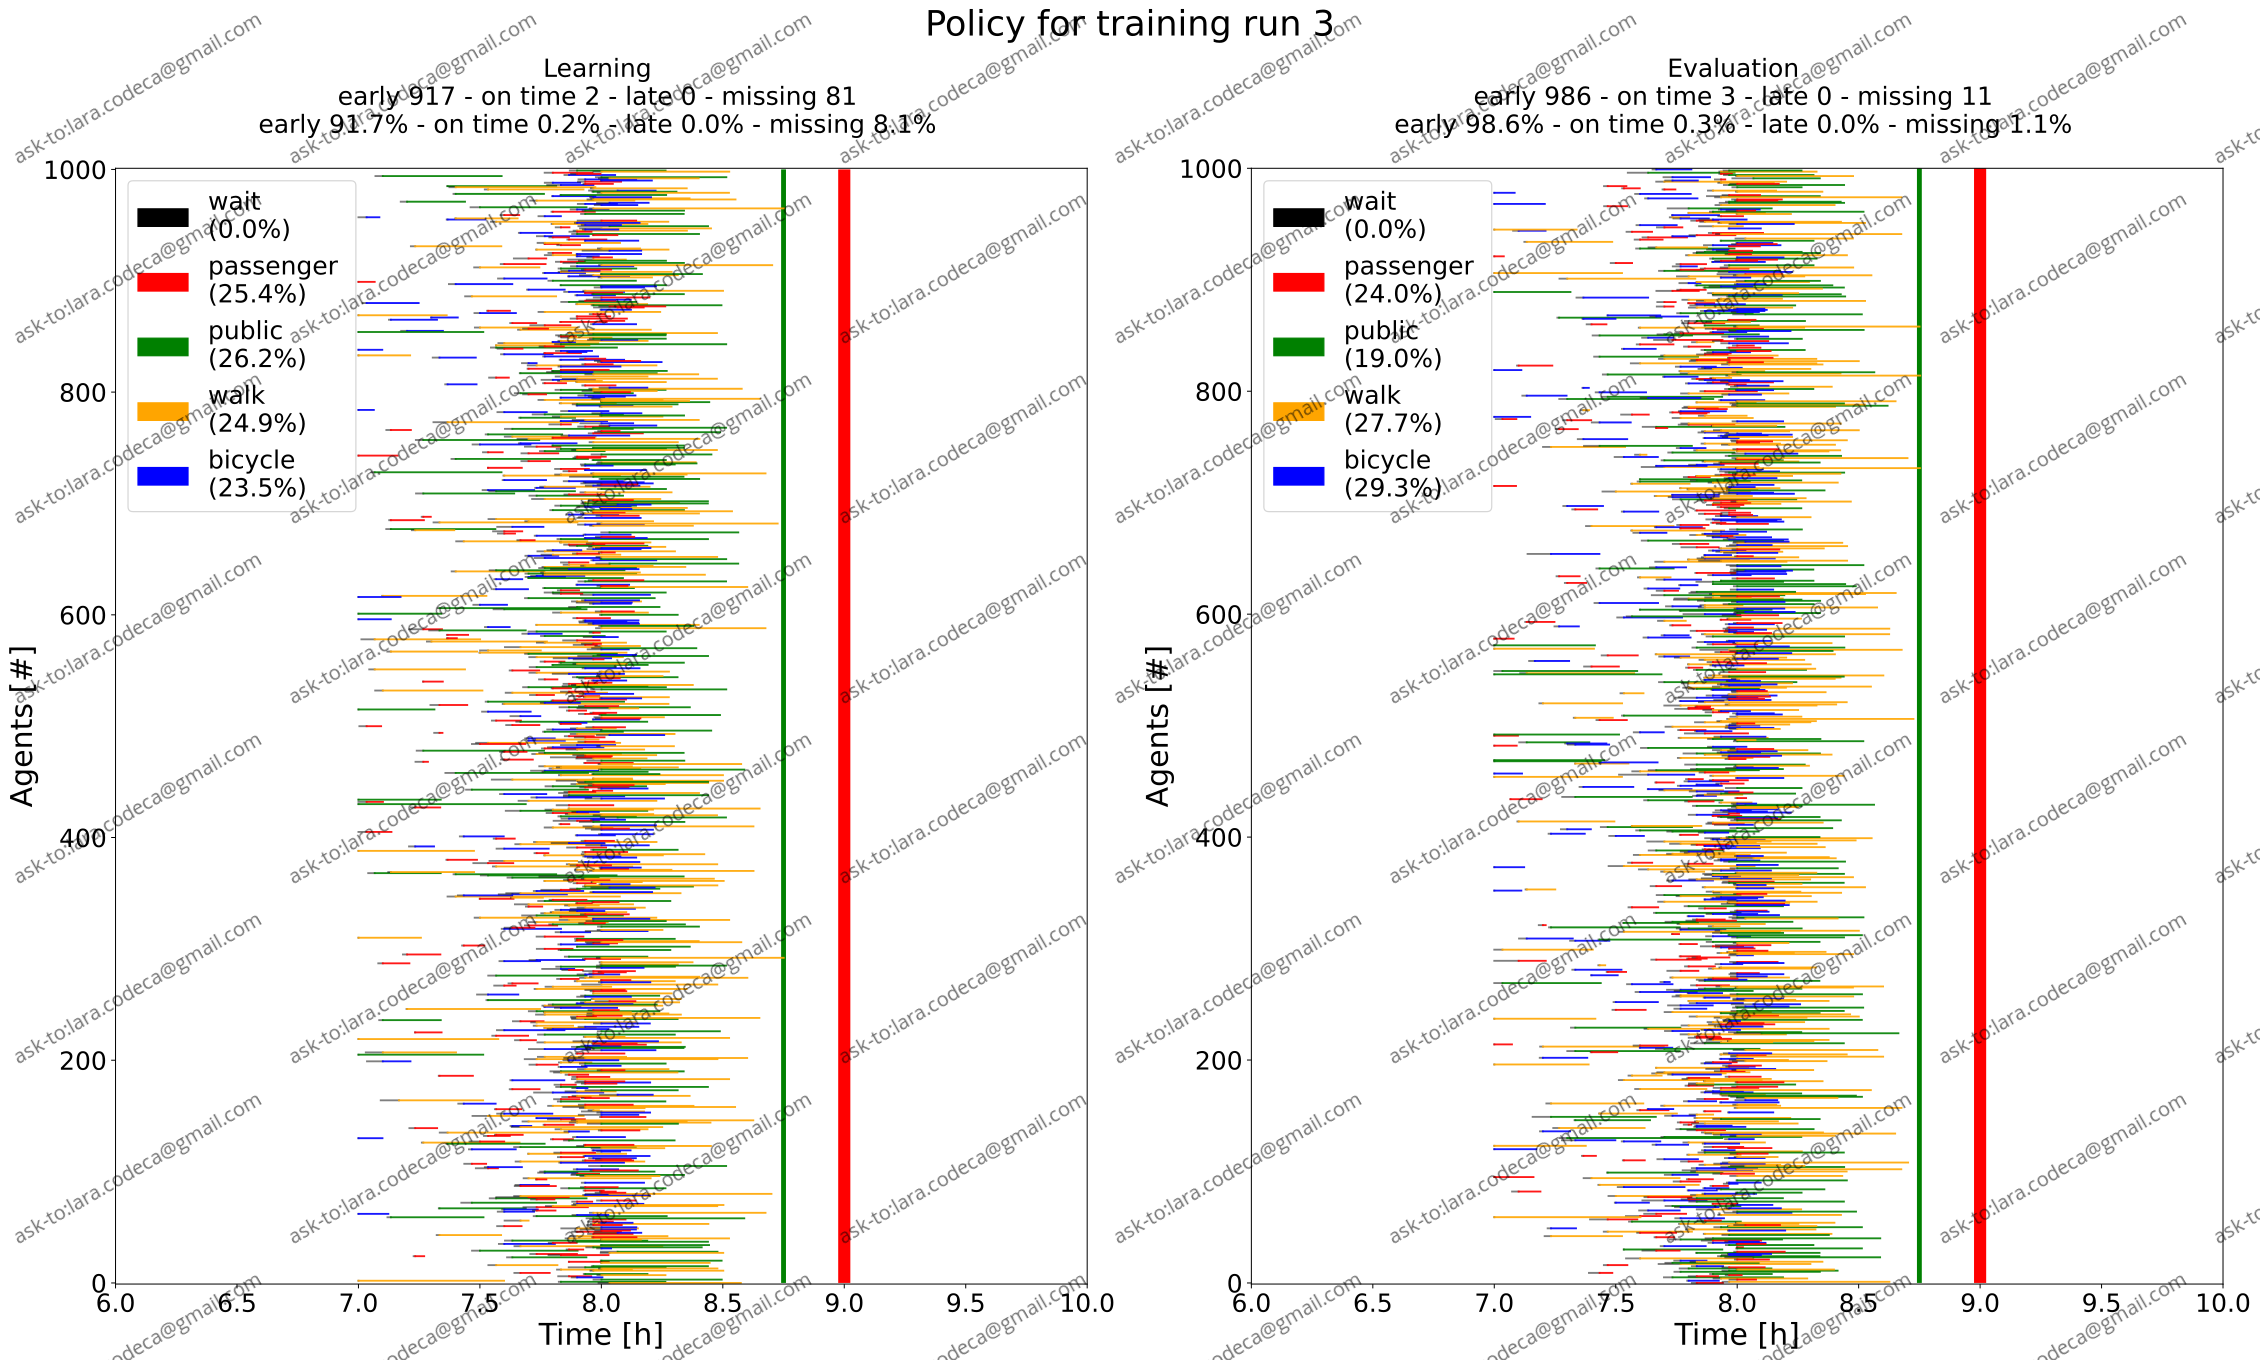 Policy for training run 3
Learning
early 917 - on time 2 - late 0 - missing 81
early 91.7% - on time 0.2% - late 0.0% - missing 8.1%
1000
800
600
400
200
0
Agents [#]
wait
(0.0%)
passenger
(25.4%)
public
(26.2%)
walk
(24.9%)
bicycle
(23.5%)
6.0 6.5 7.0 7.5 8.0 8.5 9.0 9.5 10.0
Time [h]
Evaluation
early 986 - on time 3 - late 0 - missing 11
early 98.6% - on time 0.3% - late 0.0% - missing 1.1%
1000
800
600
400
200
0
Agents [#]
wait
(0.0%)
passenger
(24.0%)
public
(19.0%)
walk
(27.7%)
bicycle
(29.3%)
6.0 6.5 7.0 7.5 8.0 8.5 9.0 9.5 10.0
Time [h]
ask-to:lara.codeca@gmail.com